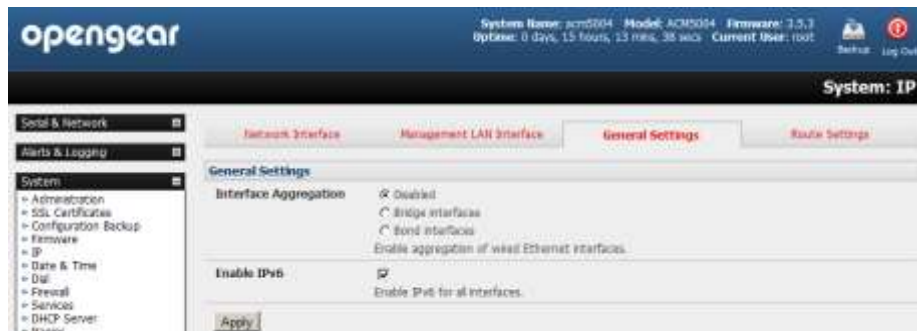 opengear
System Name: acm5004 Model: ACM5004 Firmware: 3.5.3
Uptime: 0 days, 15 hours, 13 mins, 38 secs Current User: root
Backup
Log Out
System: IP
Serial & Network
Alerts & Logging
System
Administration
SSL Certificates
Configuration Backup
Firmware
IP
Date & Time
Dial
Firewall
Services
DHCP Server
Network Interface
Management LAN Interface
General Settings
Route Settings
General Settings
Interface Aggregation
Disabled
Bridge interfaces
Bond interfaces
Enable aggregation of wired Ethernet interfaces.
Enable IPv6
Enable IPv6 for all interfaces.
Apply